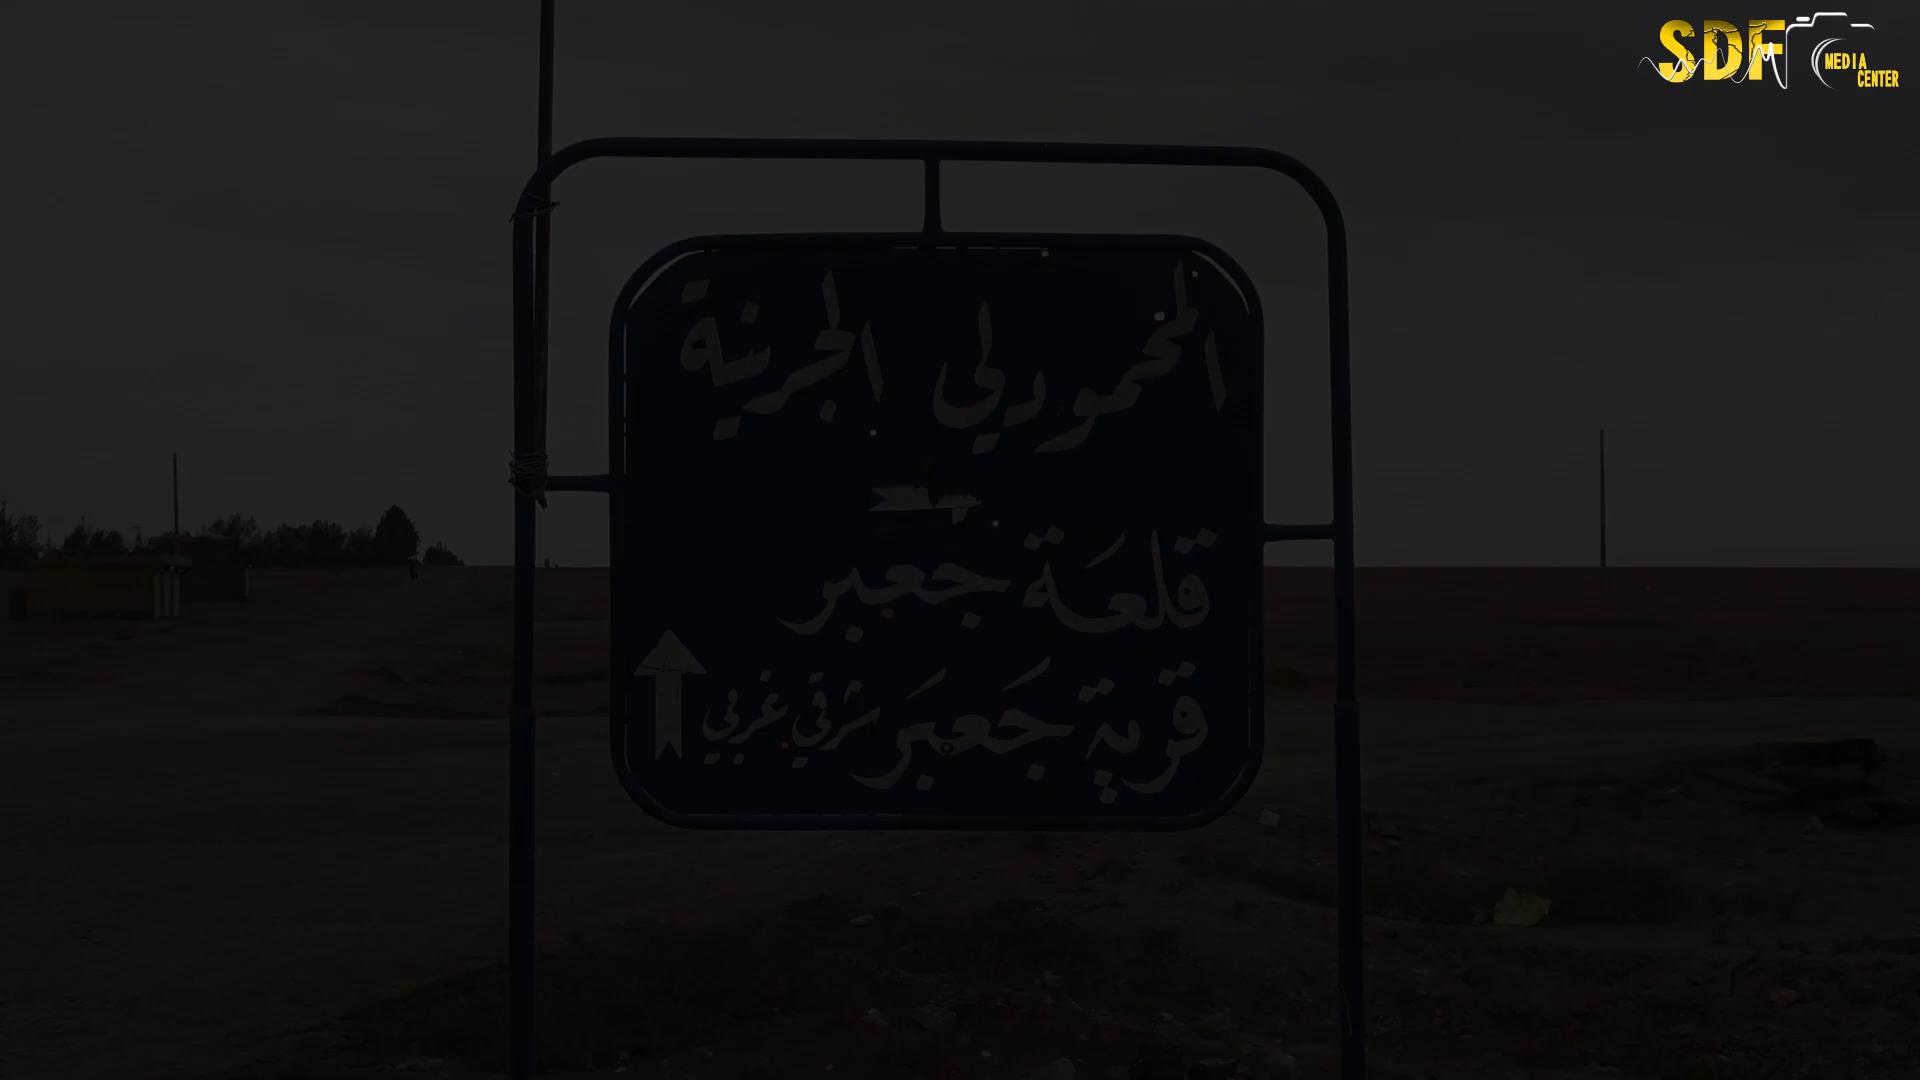 SDF
MEDIA
CENTER
المحمودلي الجرنية
قلعة جعبر
قرية جعبر شرقي غربي